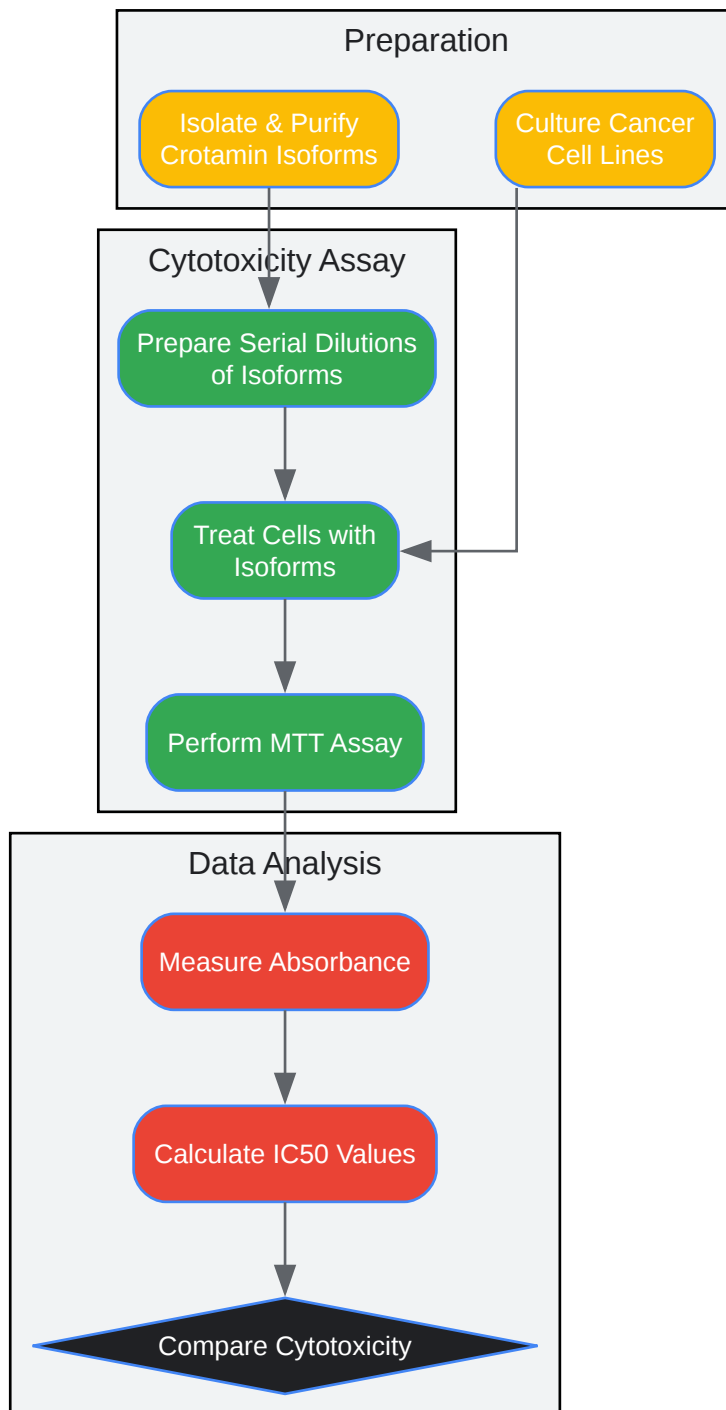 Preparation
Isolate & Purify
Crotamin Isoforms
Culture Cancer
Cell Lines
Cytotoxicity Assay
Prepare Serial Dilutions
of Isoforms
Treat Cells with
Isoforms
Perform MTT Assay
Data Analysis
Measure Absorbance
Calculate IC50 Values
Compare Cytotoxicity